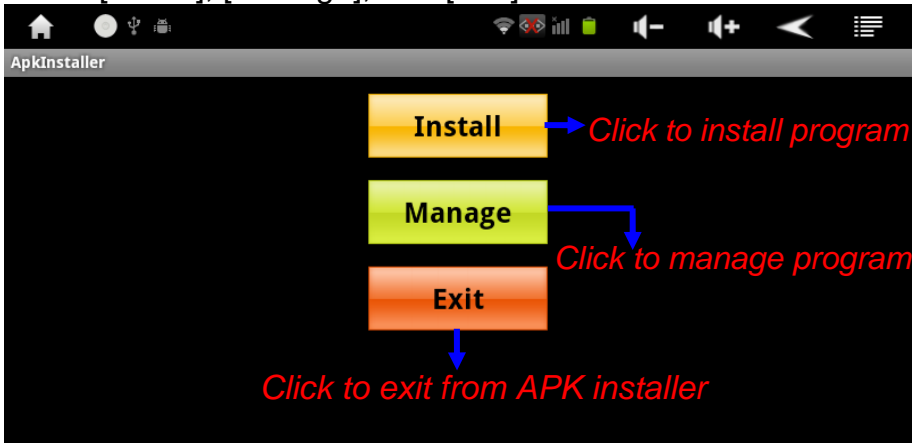 ApkInstaller
Install
Click to install program
Manage
Click to manage program
Exit
Click to exit from APK installer